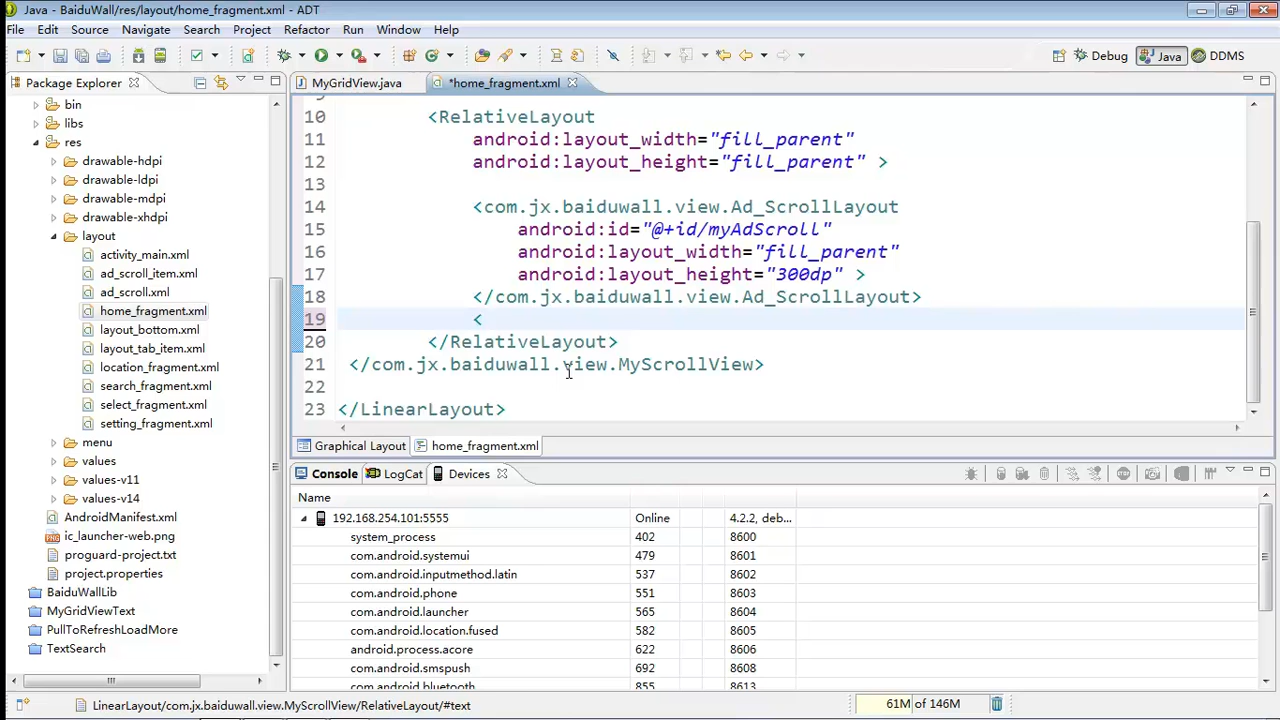 Java - BaiduWall/res/layout/home_fragment.xml - ADT
File Edit Source Navigate Search Project Refactor Run Window Help
Debug Java DDMS
Package Explorer
bin
libs
res
drawable-hdpi
drawable-ldpi
drawable-mdpi
drawable-xhdpi
layout
activity_main.xml
ad_scroll_item.xml
ad_scroll.xml
home_fragment.xml
layout_bottom.xml
layout_tab_item.xml
location_fragment.xml
search_fragment.xml
select_fragment.xml
setting_fragment.xml
menu
values
values-v11
values-v14
AndroidManifest.xml
ic_launcher-web.png
proguard-project.txt
project.properties
BaiduWallLib
MyGridViewText
PullToRefreshLoadMore
TextSearch
MyGridView.java *home_fragment.xml
10 <RelativeLayout
11 android:layout_width="fill_parent"
12 android:layout_height="fill_parent" >
13
14 <com.jx.baiduwall.view.Ad_ScrollLayout
15 android:id="@+id/myAdScroll"
16 android:layout_width="fill_parent"
17 android:layout_height="300dp" >
18 </com.jx.baiduwall.view.Ad_ScrollLayout>
19 <
20 </RelativeLayout>
21 </com.jx.baiduwall.view.MyScrollView>
22
23 </LinearLayout>
Graphical Layout home_fragment.xml
Console LogCat Devices
Name
192.168.254.101:5555 Online 4.2.2, deb...
system_process 402 8600
com.android.systemui 479 8601
com.android.inputmethod.latin 537 8602
com.android.phone 551 8603
com.android.launcher 565 8604
com.android.location.fused 582 8605
android.process.acore 622 8606
com.android.smspush 692 8608
com.android.bluetooth 855 8613
LinearLayout/com.jx.baiduwall.view.MyScrollView/RelativeLayout/#text
61M of 146M